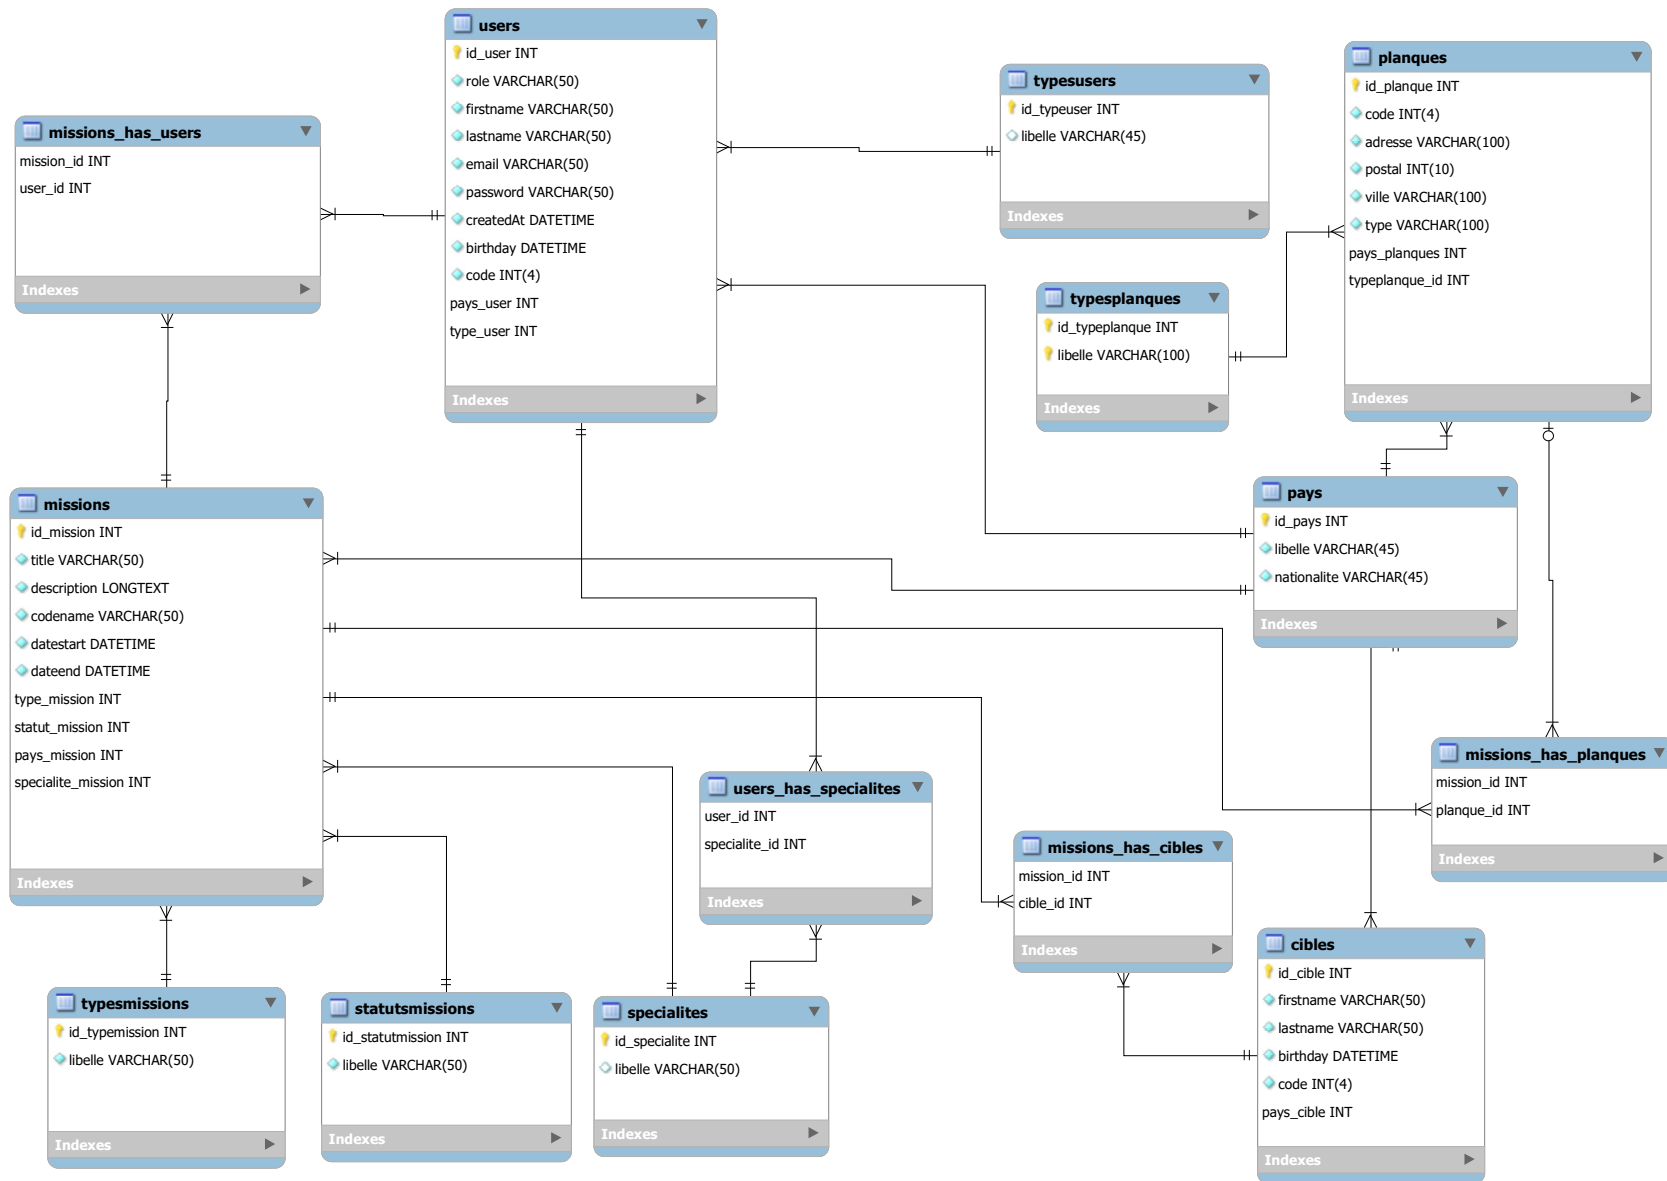 users
id_user INT
role VARCHAR(50)
firstname VARCHAR(50)
lastname VARCHAR(50)
email VARCHAR(50)
password VARCHAR(50)
createdAt DATETIME
birthday DATETIME
code INT(4)
pays_user INT
type_user INT
Indexes
typesusers
id_typeuser INT
libelle VARCHAR(45)
Indexes
planques
id_planque INT
code INT(4)
adresse VARCHAR(100)
postal INT(10)
ville VARCHAR(100)
type VARCHAR(100)
pays_planques INT
typeplanque_id INT
Indexes
missions_has_users
mission_id INT
user_id INT
Indexes
typesplanques
id_typeplanque INT
libelle VARCHAR(100)
Indexes
missions
id_mission INT
title VARCHAR(50)
description LONGTEXT
codename VARCHAR(50)
datestart DATETIME
dateend DATETIME
type_mission INT
statut_mission INT
pays_mission INT
specialite_mission INT
Indexes
pays
id_pays INT
libelle VARCHAR(45)
nationalite VARCHAR(45)
Indexes
users_has_specialites
user_id INT
specialite_id INT
Indexes
missions_has_planques
mission_id INT
planque_id INT
Indexes
missions_has_cibles
mission_id INT
cible_id INT
Indexes
cibles
id_cible INT
firstname VARCHAR(50)
lastname VARCHAR(50)
birthday DATETIME
code INT(4)
pays_cible INT
Indexes
typesmissions
id_typemission INT
libelle VARCHAR(50)
Indexes
statutsmissions
id_statutmission INT
libelle VARCHAR(50)
Indexes
specialites
id_specialite INT
libelle VARCHAR(50)
Indexes